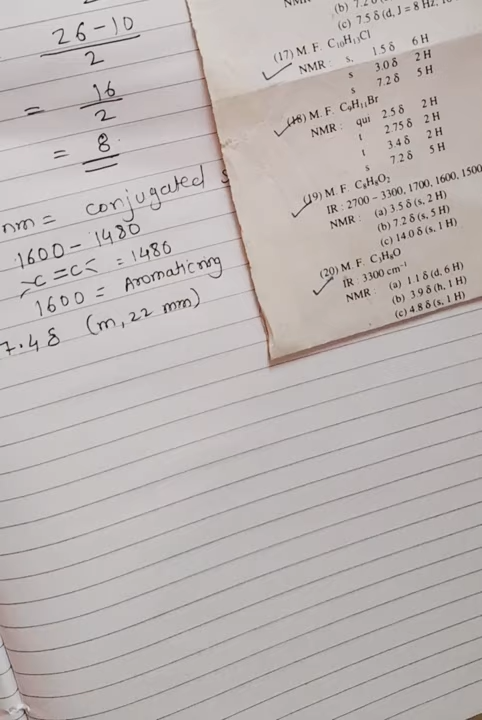 26-10
2
= 16
2
= 8
nm = conjugated
1600 - 1480
>C=C< = 1480
1600 = Aromatic ring
7.4δ (m, 22 mm)
NMR
(b) 7.2
(c) 7.5 δ (d, J = 8 Hz,
(17) M. F. C₁₀H₁₃Cl
NMR : s, 1.5 δ 6 H
s 3.0 δ 2 H
s 7.2 δ 5 H
(18) M. F. C₉H₁₁Br
NMR : qui 2.5 δ 2 H
t 2.75 δ 2 H
t 3.4 δ 2 H
s 7.2 δ 5 H
(19) M. F. C₈H₈O₂
IR : 2700 – 3300, 1700, 1600, 1500
NMR : (a) 3.5 δ (s, 2 H)
(b) 7.2 δ (s, 5 H)
(c) 14.0 δ (s, 1 H)
(20) M. F. C₃H₈O
IR : 3300 cm⁻¹
NMR : (a) 1.1 δ (d, 6 H)
(b) 3.9 δ (h, 1 H)
(c) 4.8 δ (s, 1 H)